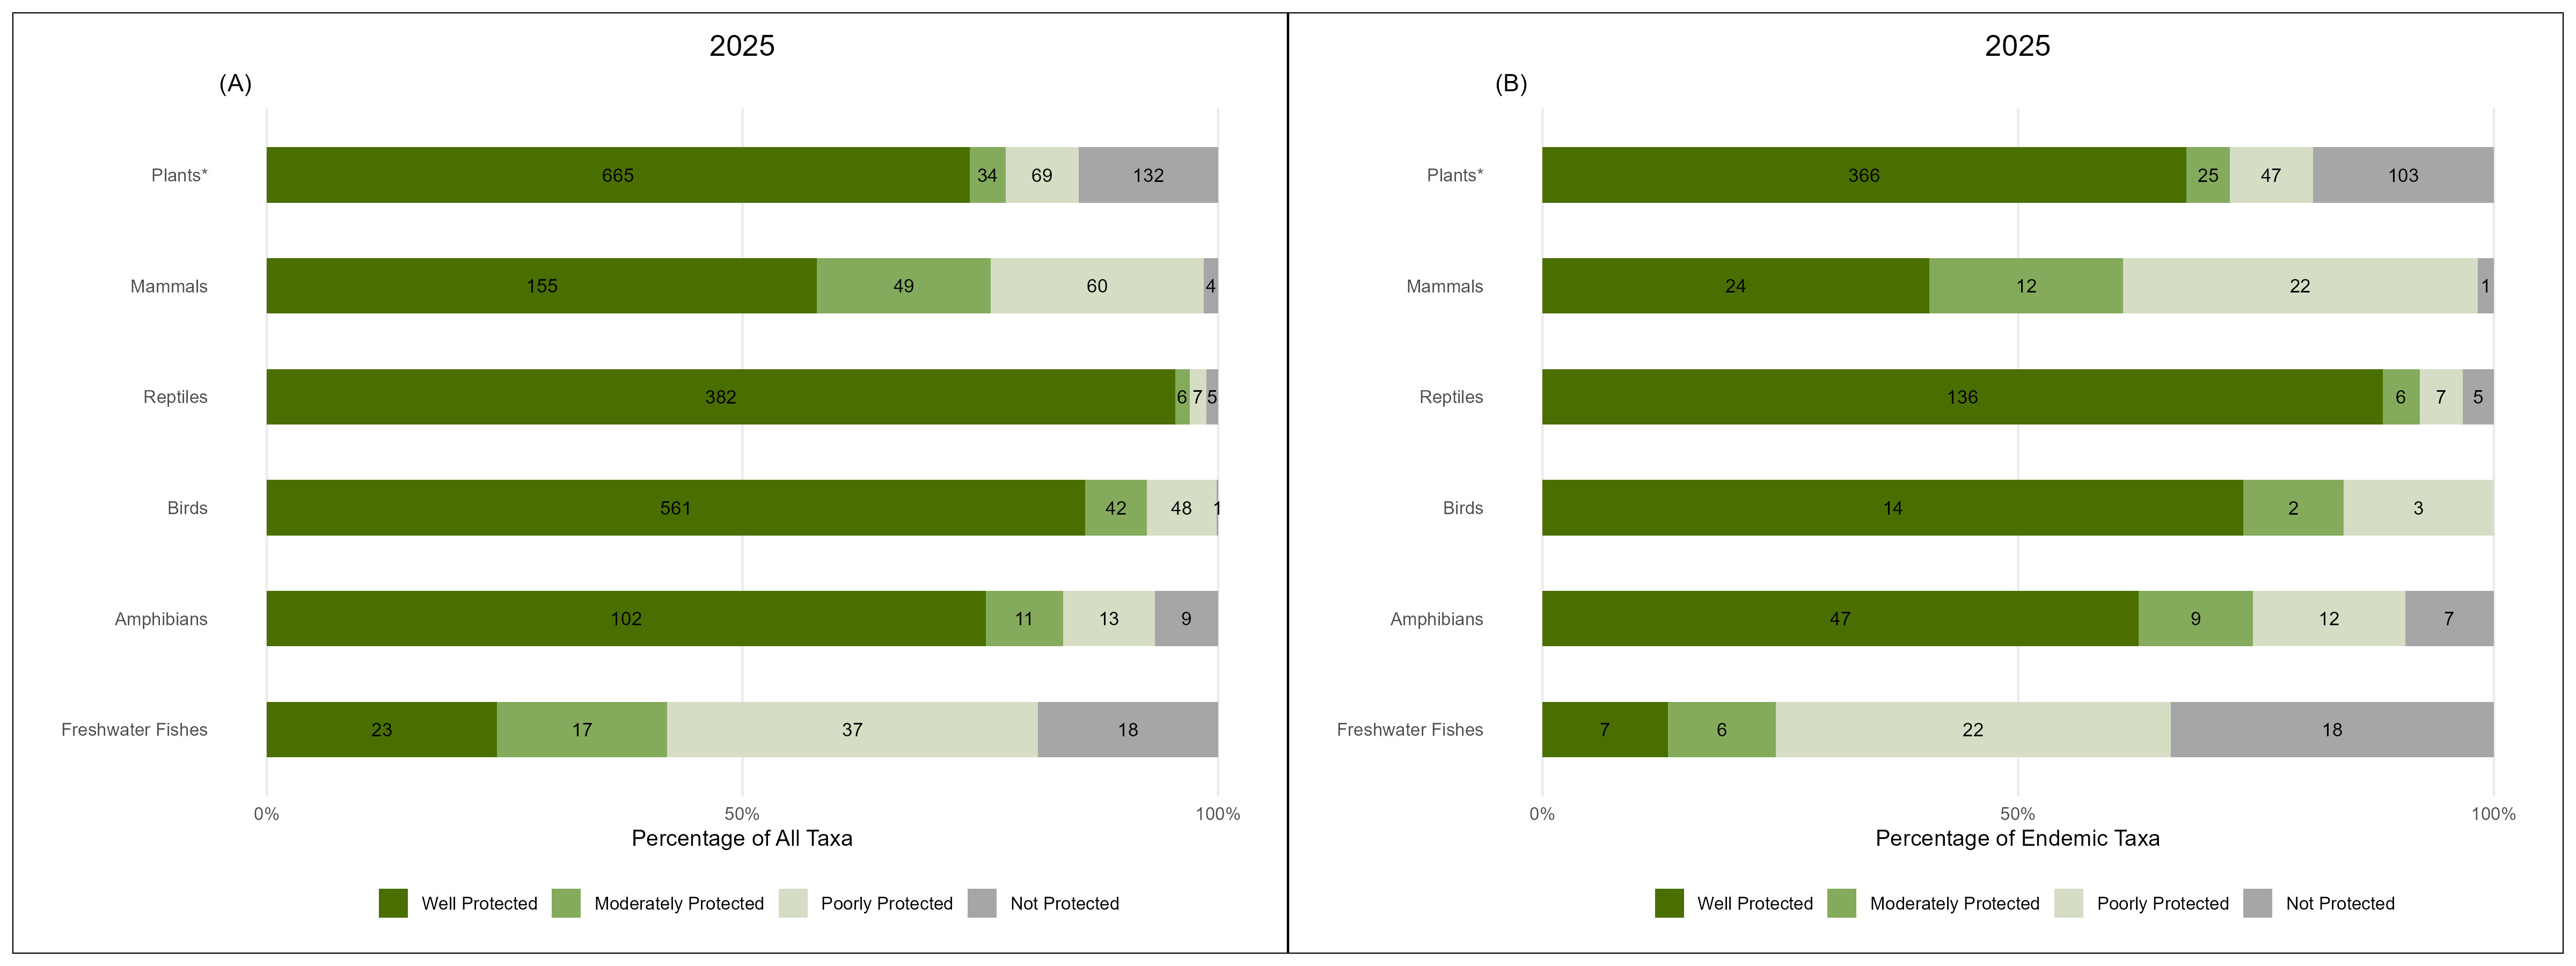 2025
(A)
Plants* 665 34 69 132
Mammals 155 49 60 4
Reptiles 382 6 7 5
Birds 561 42 48 1
Amphibians 102 11 13 9
Freshwater Fishes 23 17 37 18
0% 50% 100%
Percentage of All Taxa
Well Protected Moderately Protected Poorly Protected Not Protected
2025
(B)
Plants* 366 25 47 103
Mammals 24 12 22 1
Reptiles 136 6 7 5
Birds 14 2 3
Amphibians 47 9 12 7
Freshwater Fishes 7 6 22 18
0% 50% 100%
Percentage of Endemic Taxa
Well Protected Moderately Protected Poorly Protected Not Protected